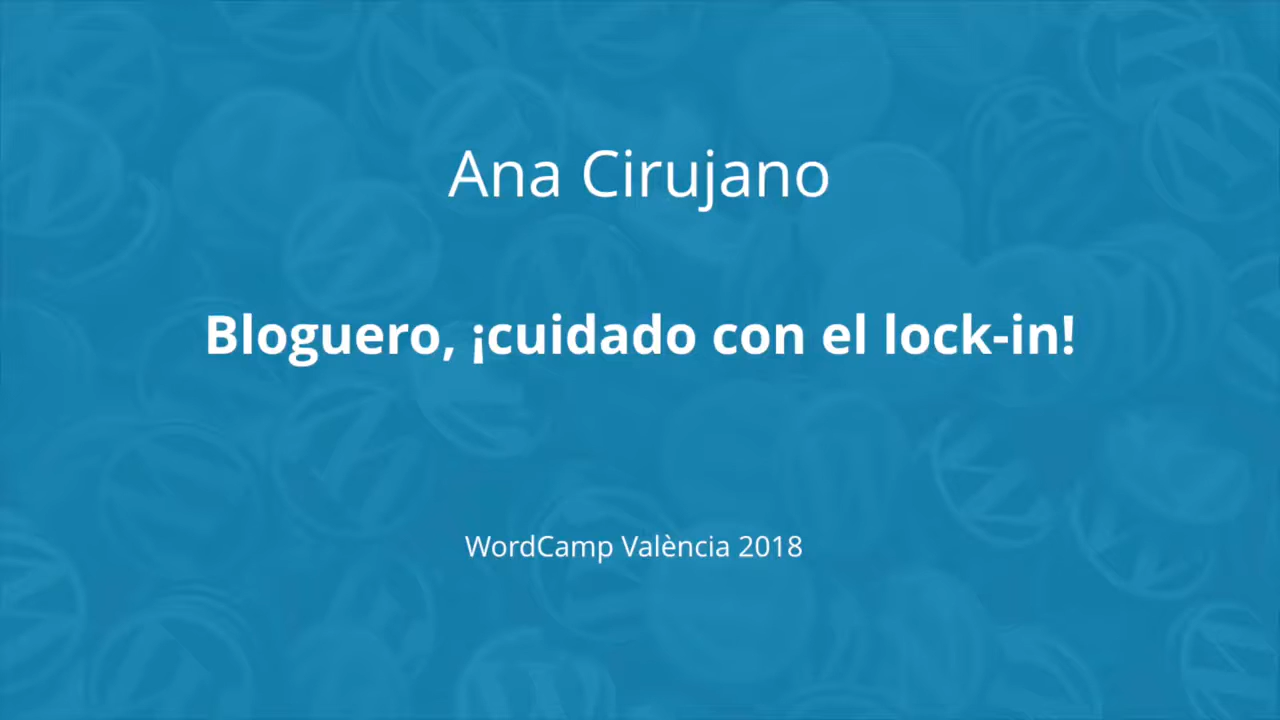 Ana Cirujano
Bloguero, ¡cuidado con el lock-in!
WordCamp València 2018